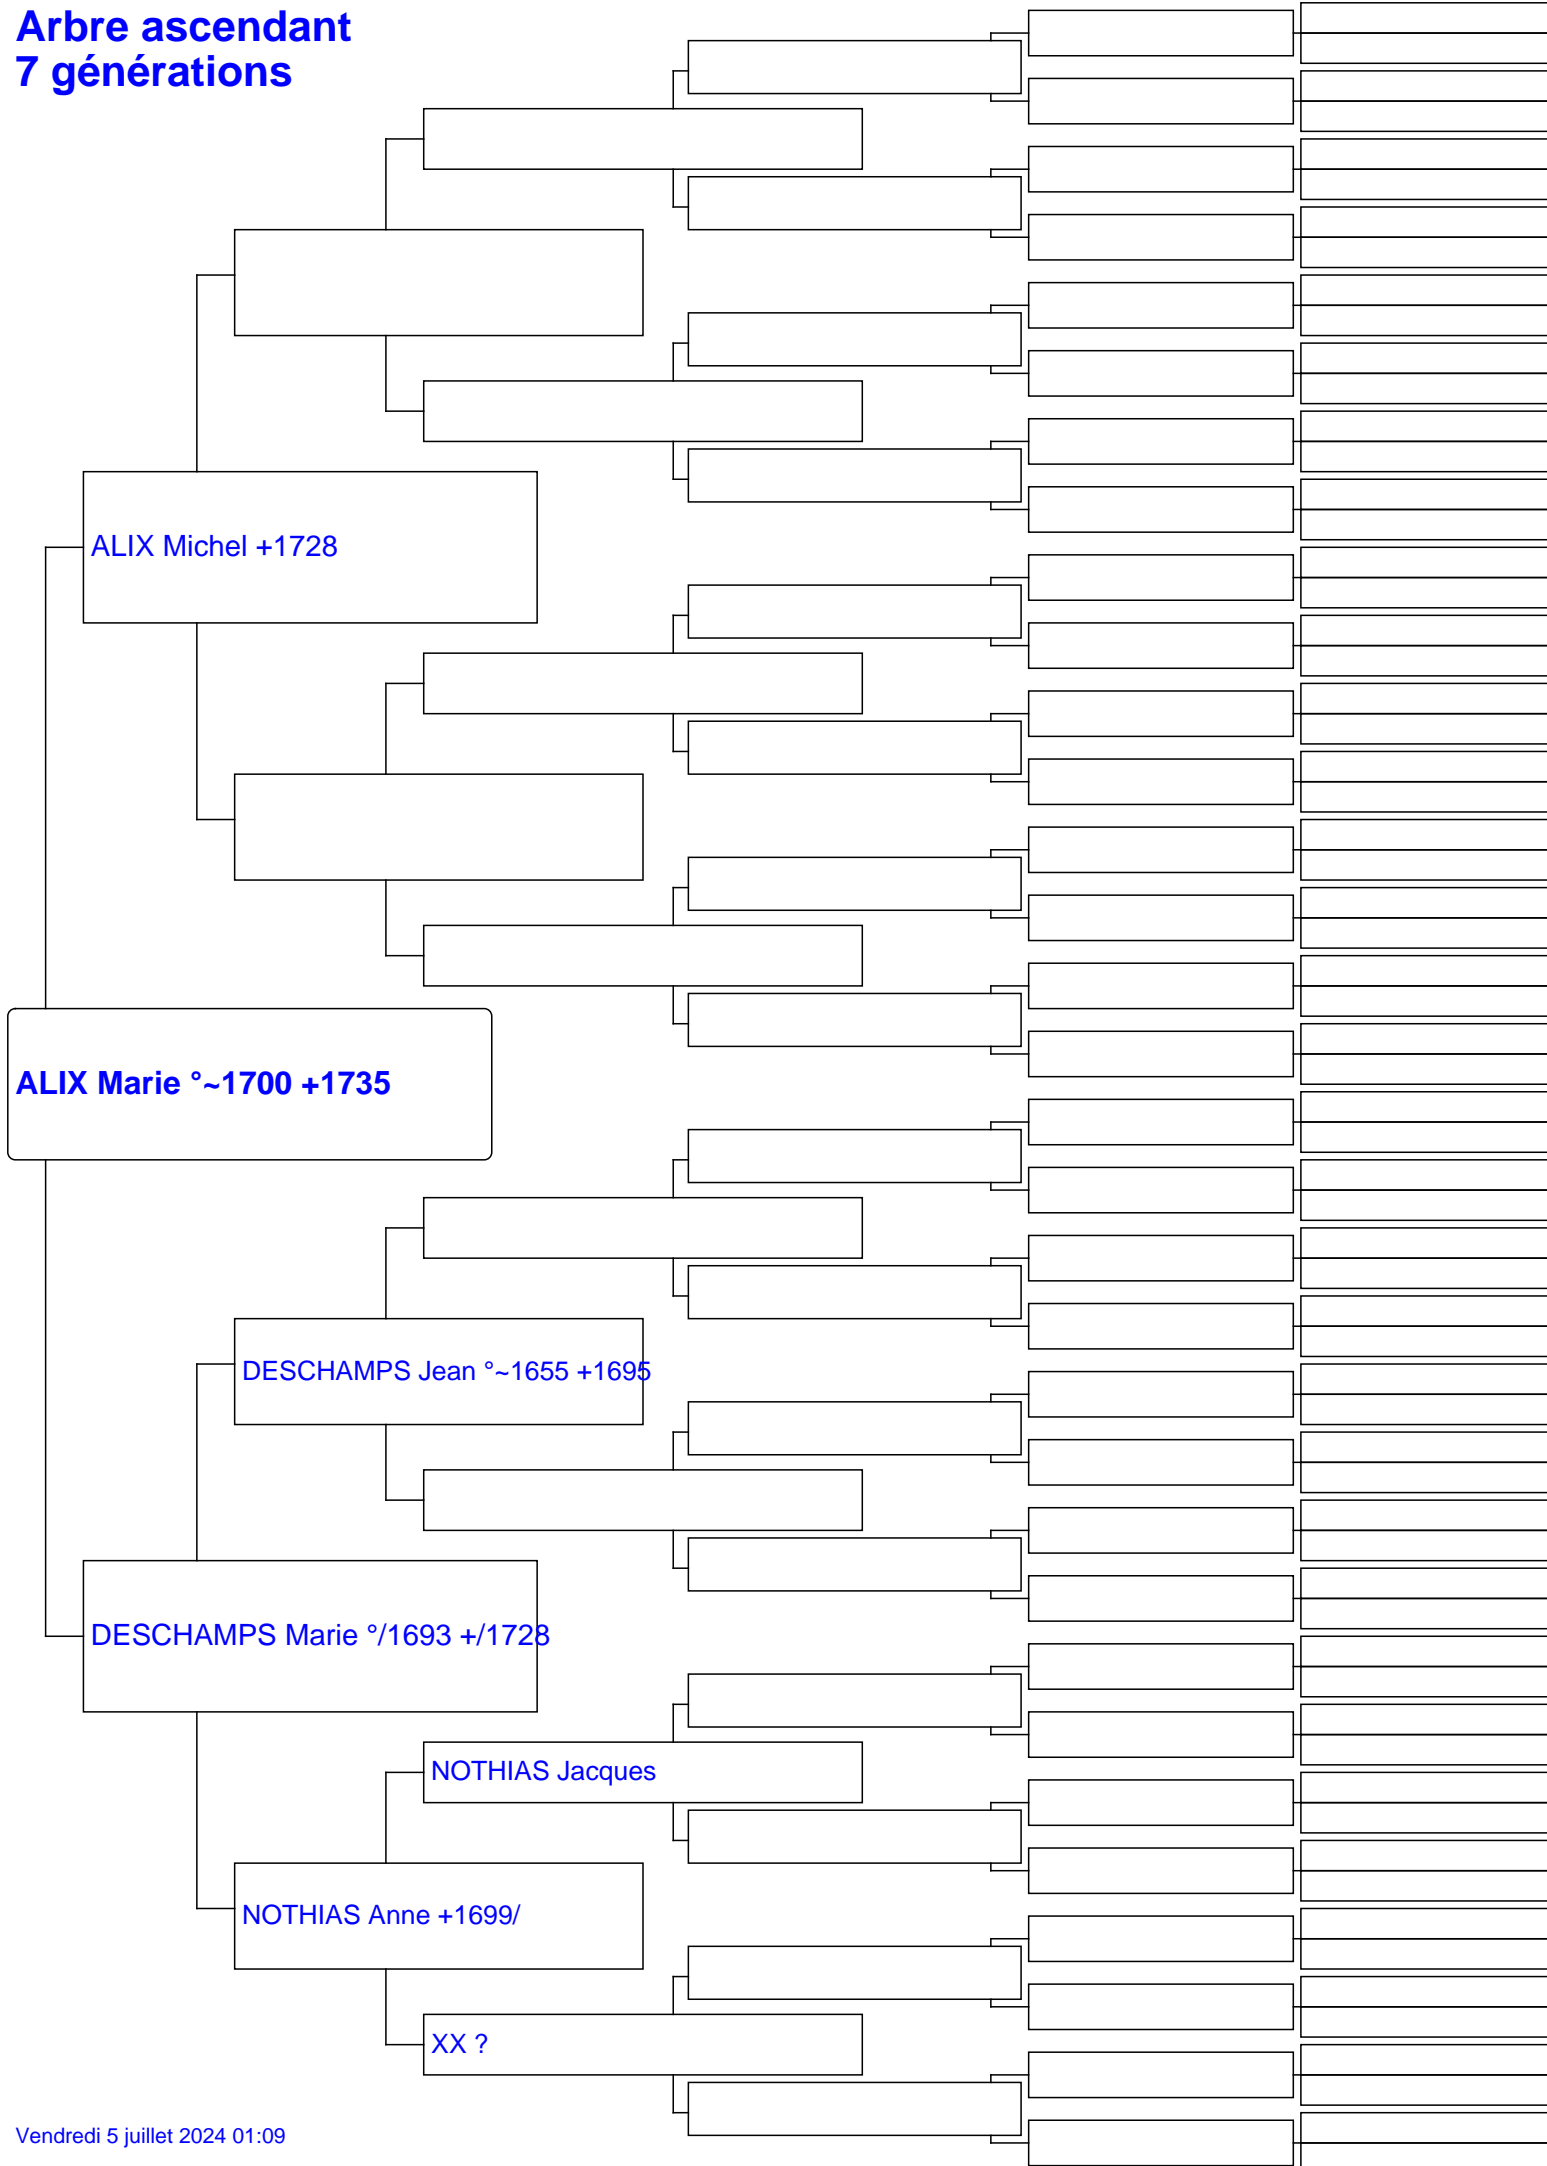 Arbre ascendant
7 générations
ALIX Michel +1728
ALIX Marie °~1700 +1735
DESCHAMPS Jean °~1655 +1695
DESCHAMPS Marie °/1693 +/1728
NOTHIAS Jacques
NOTHIAS Anne +1699/
XX ?
Vendredi 5 juillet 2024 01:09